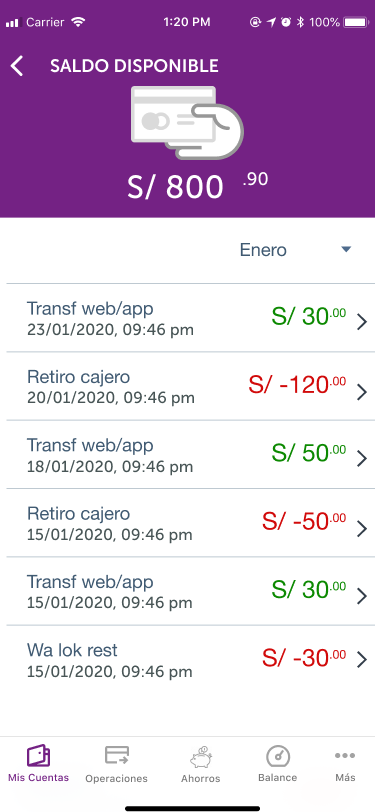 Carrier 1:20 PM 100%
SALDO DISPONIBLE
S/ 800 .90
Enero
Transf web/app
23/01/2020, 09:46 pm
S/ 30.00
Retiro cajero
20/01/2020, 09:46 pm
S/ -120.00
Transf web/app
18/01/2020, 09:46 pm
S/ 50.00
Retiro cajero
15/01/2020, 09:46 pm
S/ -50.00
Transf web/app
15/01/2020, 09:46 pm
S/ 30.00
Wa lok rest
15/01/2020, 09:46 pm
S/ -30.00
Mis Cuentas Operaciones Ahorros Balance Más